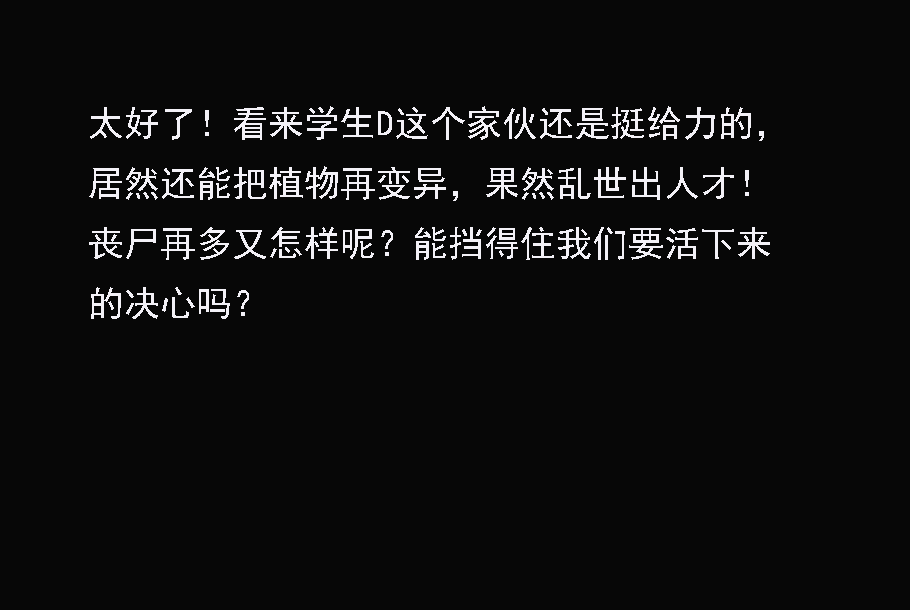 太好了！看来学生D这个家伙还是挺给力的，
居然还能把植物再变异，果然乱世出人才！
丧尸再多又怎样呢？能挡得住我们要活下来
的决心吗？